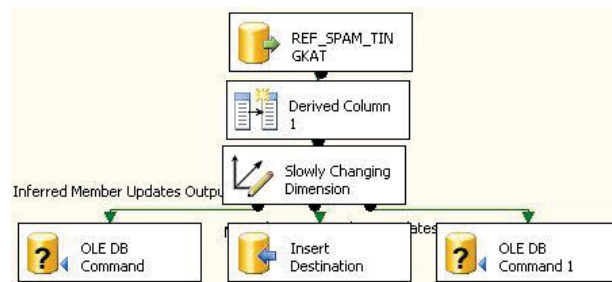 REF_SPAM_TIN
GKAT
Derived Column
1
Slowly Changing
Dimension
Inferred Member Updates Outpu
OLE DB
Command
Insert
Destination
OLE DB
Command 1